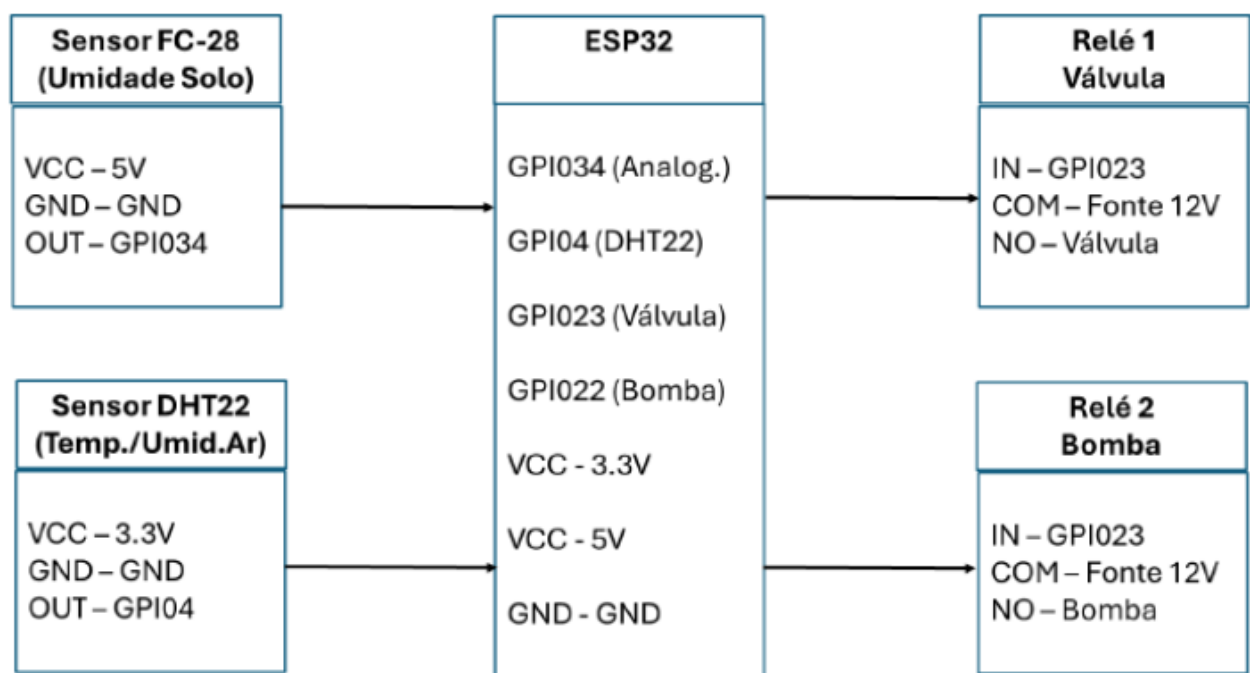 Sensor FC-28
(Umidade Solo)
VCC – 5V
GND – GND
OUT – GPI034
Sensor DHT22
(Temp./Umid.Ar)
VCC – 3.3V
GND – GND
OUT – GPI04
ESP32
GPI034 (Analog.)
GPI04 (DHT22)
GPI023 (Válvula)
GPI022 (Bomba)
VCC - 3.3V
VCC - 5V
GND - GND
Relé 1
Válvula
IN – GPI023
COM – Fonte 12V
NO – Válvula
Relé 2
Bomba
IN – GPI023
COM – Fonte 12V
NO – Bomba